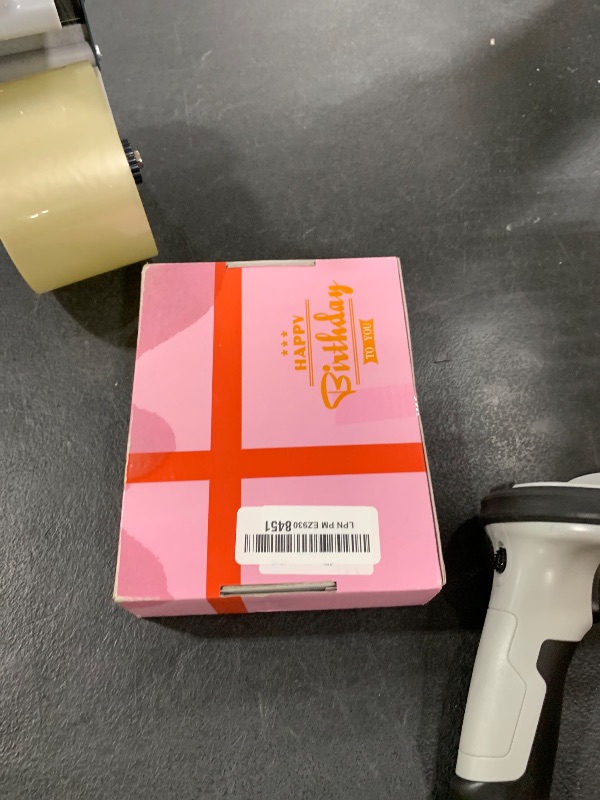 ★★★
HAPPY
Birthday
TO YOU
LPN PM EZ930 8451